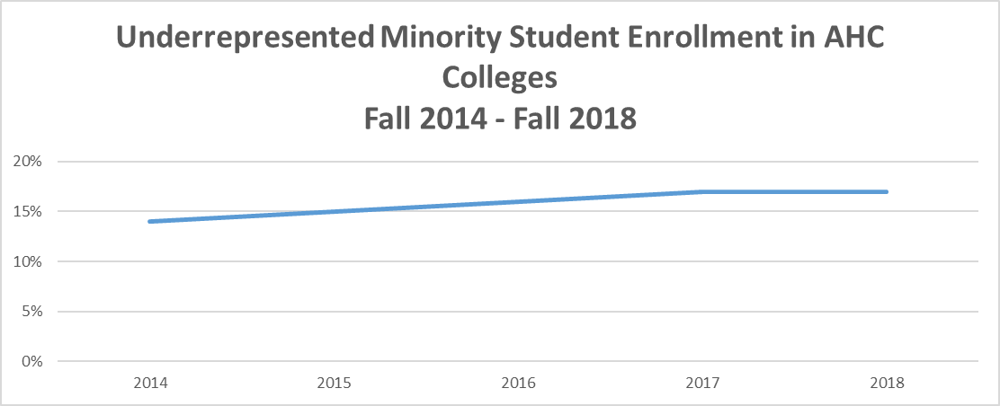 Underrepresented Minority Student Enrollment in AHC
Colleges
Fall 2014 - Fall 2018
20%
15%
10%
5%
0%
2014 2015 2016 2017 2018